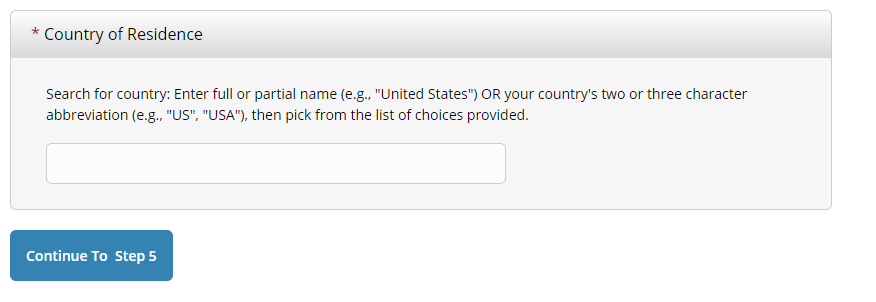 * Country of Residence
Search for country: Enter full or partial name (e.g., "United States") OR your country's two or three character
abbreviation (e.g., "US", "USA"), then pick from the list of choices provided.
Continue To Step 5